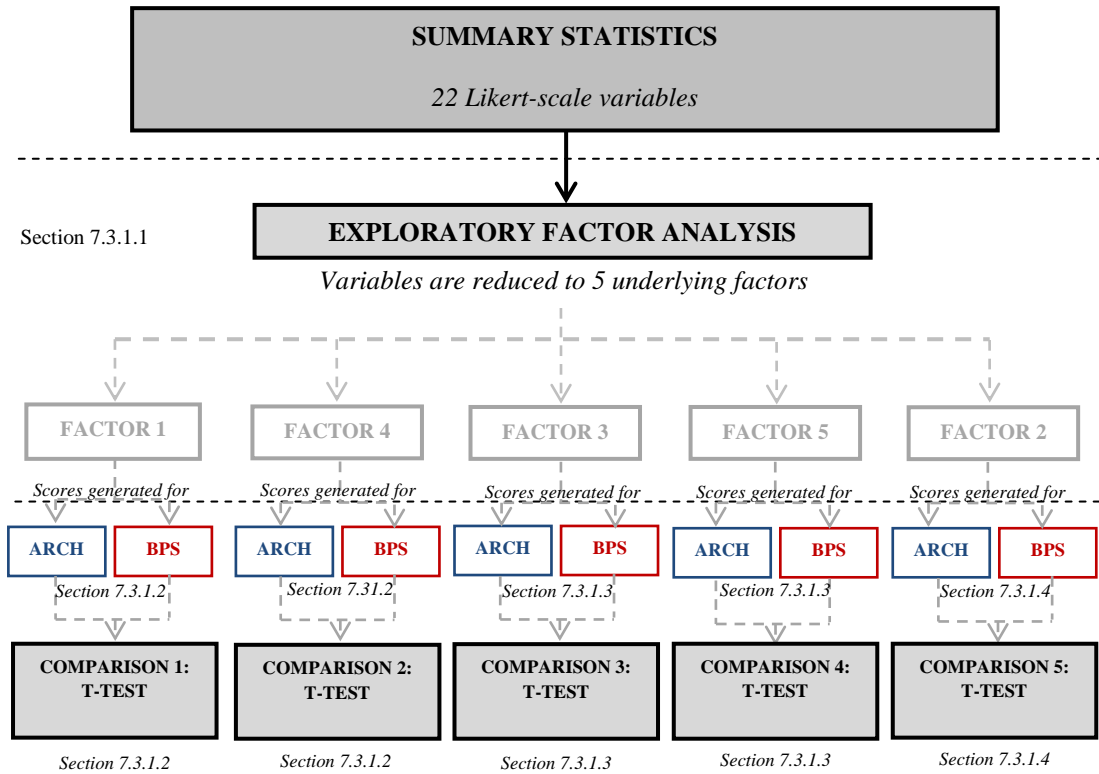 SUMMARY STATISTICS
22 Likert-scale variables
Section 7.3.1.1
EXPLORATORY FACTOR ANALYSIS
Variables are reduced to 5 underlying factors
FACTOR 1
FACTOR 4
FACTOR 3
FACTOR 5
FACTOR 2
Scores generated for
Scores generated for
Scores generated for
Scores generated for
Scores generated for
ARCH
BPS
ARCH
BPS
ARCH
BPS
ARCH
BPS
ARCH
BPS
Section 7.3.1.2
Section 7.31.2
Section 7.3.1.3
Section 7.3.1.3
Section 7.3.1.4
COMPARISON 1:
T-TEST
COMPARISON 2:
T-TEST
COMPARISON 3:
T-TEST
COMPARISON 4:
T-TEST
COMPARISON 5:
T-TEST
Section 7.3.1.2
Section 7.3.1.2
Section 7.3.1.3
Section 7.3.1.3
Section 7.3.1.4